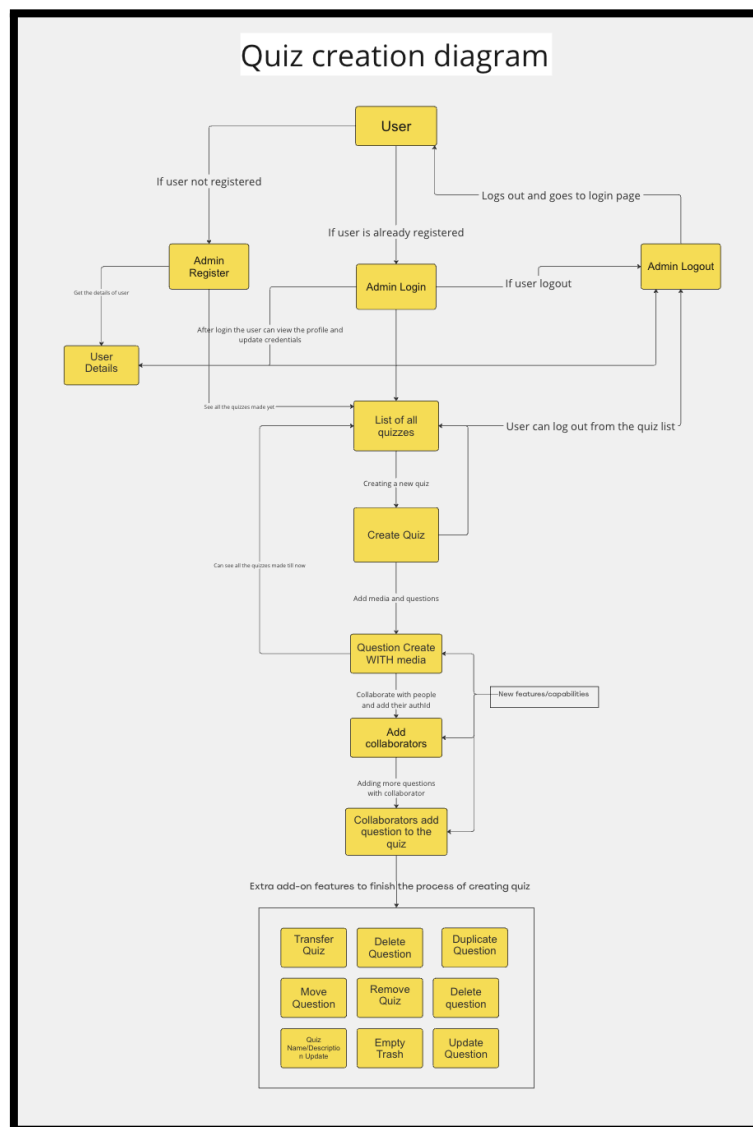 Quiz creation diagram
User
If user not registered
Logs out and goes to login page
If user is already registered
Admin
Register
Admin Logout
Admin Login
If user logout
Get the details of user
After login the user can view the profile and
update credentials
User
Details
See all the quizzes made yet
List of all
quizzes
User can log out from the quiz list
Creating a new quiz
Create Quiz
Can see all the quizzes made till now
Add media and questions
Question Create
WITH media
Collaborate with people
and add their authId
New features/capabilities
Add
collaborators
Adding more questions
with collaborator
Collaborators add
question to the
quiz
Extra add-on features to finish the process of creating quiz
Transfer
Quiz
Delete
Question
Duplicate
Question
Move
Question
Remove
Quiz
Delete
question
Quiz
Name/Descriptio
n Update
Empty
Trash
Update
Question